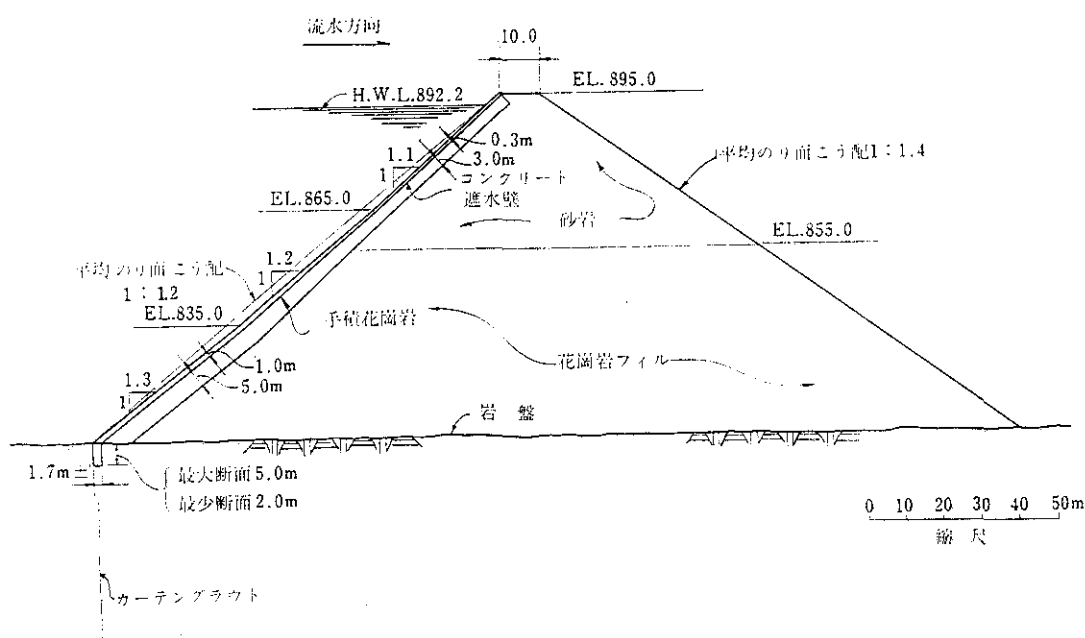 流水方向
10.0
EL.895.0
H.W.L.892.2
0.3m
3.0m
コンクリート
遮水壁
1.1
1
平均のり面こう配1：1.4
EL.865.0
砂岩
EL.855.0
1.2
1
平均のり面こう配
1：1.2
EL.835.0
手積花崗岩
1.0m
5.0m
花崗岩フィル
1.3
1
岩盤
1.7m
最大断面5.0m
最少断面2.0m
0 10 20 30 40 50m
縮尺
カーテングラウト